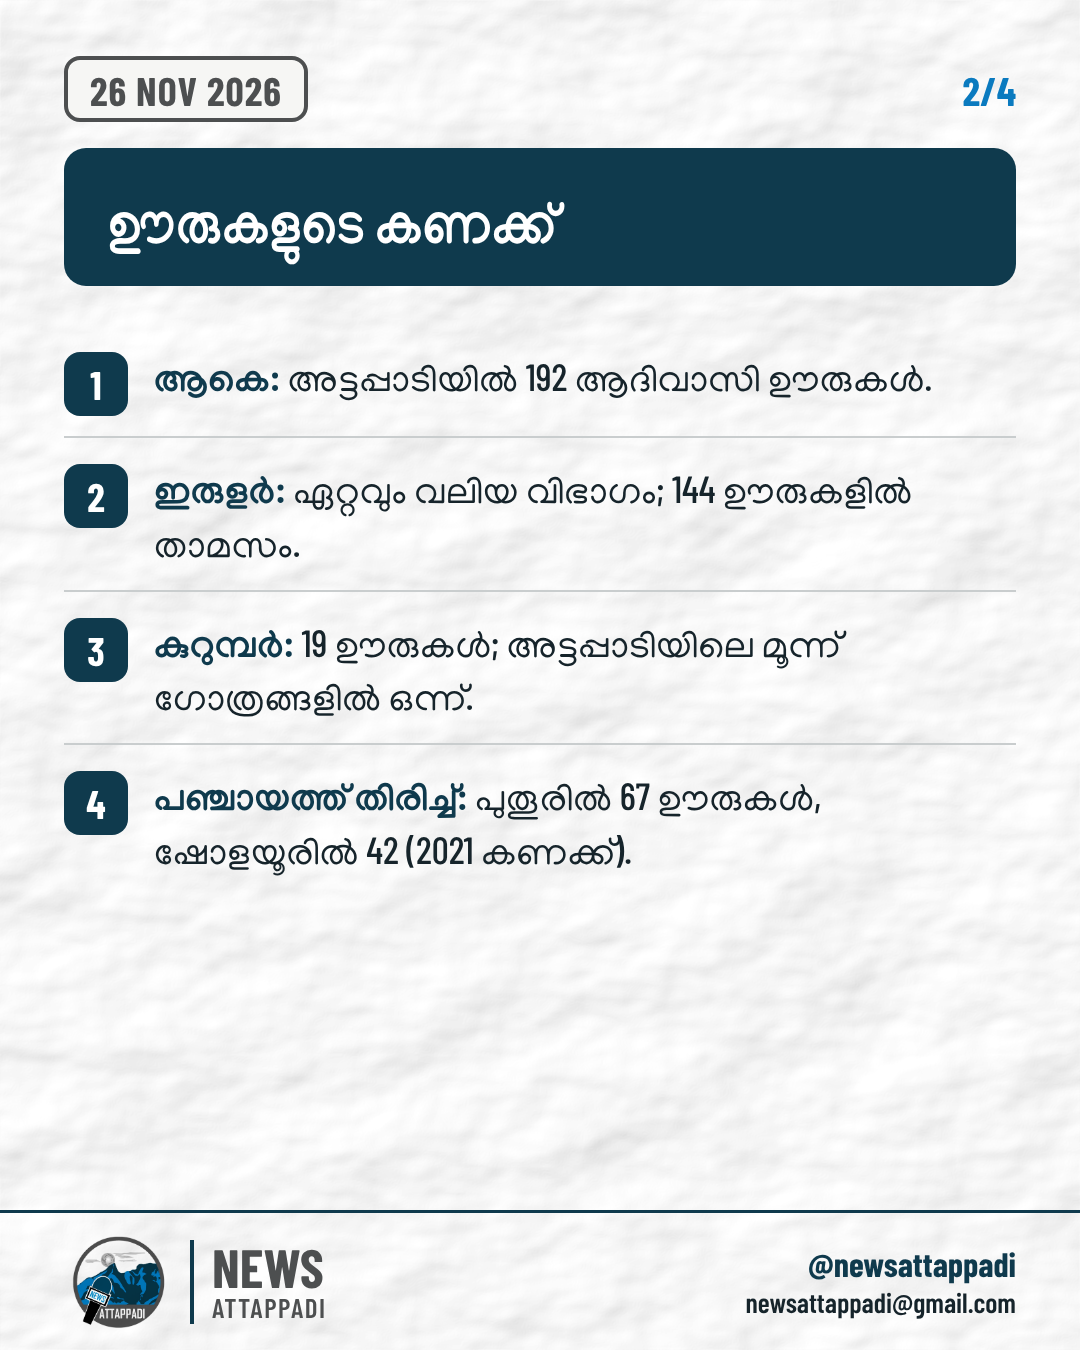 26 NOV 2026
2/4
ഊരുകളുടെ കണക്ക്
1
ആകെ: അട്ടപ്പാടിയിൽ 192 ആദിവാസി ഊരുകൾ.
2
ഇരുളർ: ഏറ്റവും വലിയ വിഭാഗം; 144 ഊരുകളിൽ
താമസം.
3
കുറുമ്പർ: 19 ഊരുകൾ; അട്ടപ്പാടിയിലെ മൂന്ന്
ഗോത്രങ്ങളിൽ ഒന്ന്.
4
പഞ്ചായത്ത് തിരിച്ച്: പുതൂരിൽ 67 ഊരുകൾ,
ഷോളയൂരിൽ 42 (2021 കണക്ക്).
NEWS
ATTAPPADI
NEWS
ATTAPPADI
@newsattappadi
newsattappadi@gmail.com